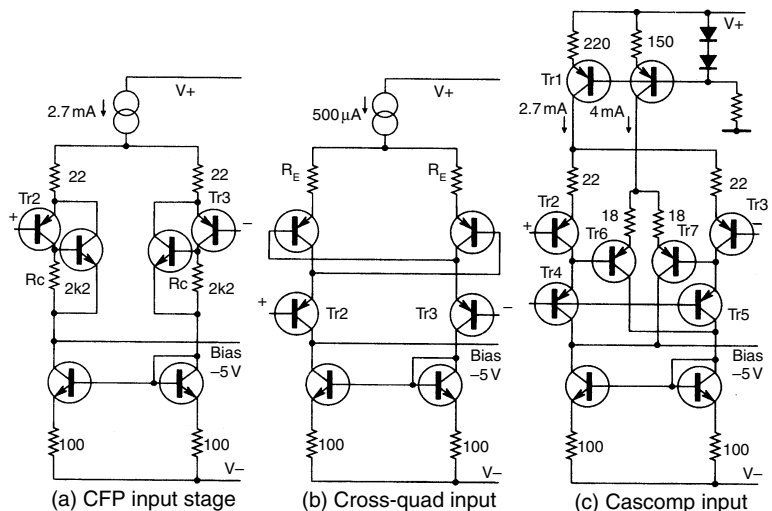 V+
2.7 mA
22
22
Tr2
Tr3
+
−
Rc
2k2
Rc
2k2
Bias
−5 V
100
100
V−
(a) CFP input stage
V+
500 µA
RE
RE
+
Tr2
Tr3
−
Bias
−5 V
100
100
V−
(b) Cross-quad input
220
150
V+
Tr1
2.7 mA
4 mA
22
22
Tr2
Tr3
+
−
18
18
Tr6
Tr7
Tr4
Tr5
Bias
−5 V
100
100
V−
(c) Cascomp input